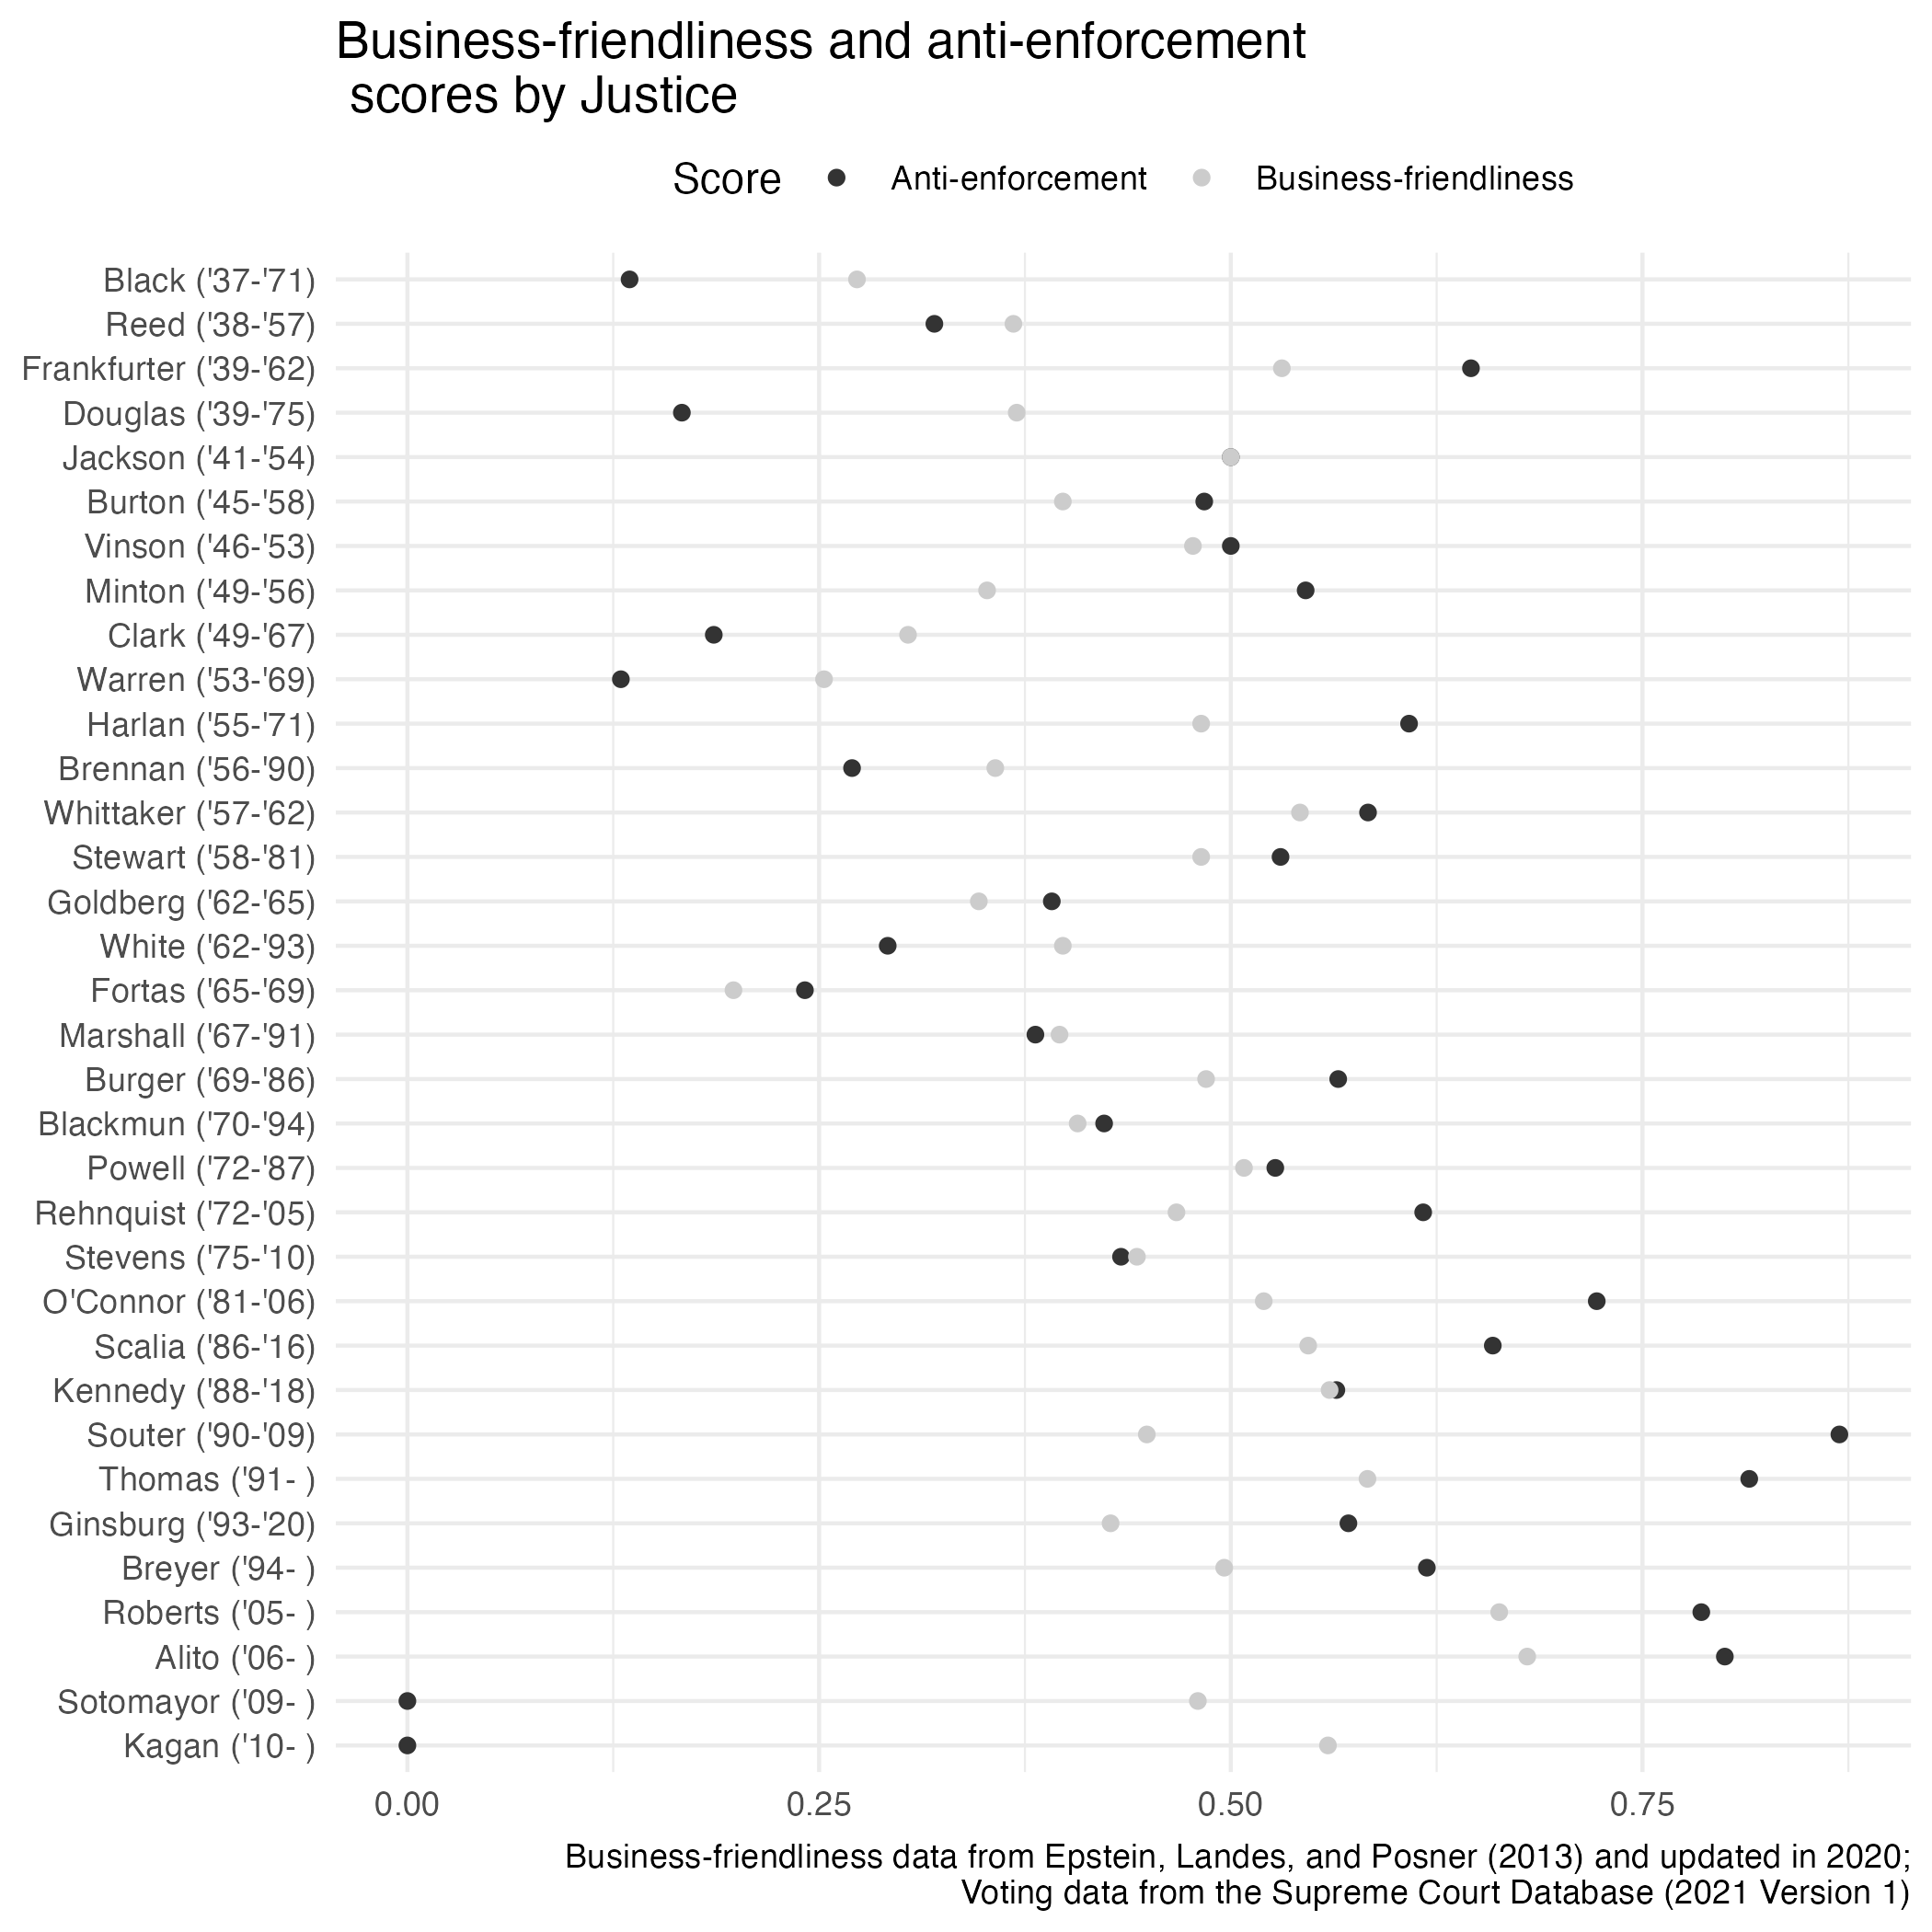 Business-friendliness and anti-enforcement
scores by Justice
Score Anti-enforcement Business-friendliness
Black ('37-'71)
Reed ('38-'57)
Frankfurter ('39-'62)
Douglas ('39-'75)
Jackson ('41-'54)
Burton ('45-'58)
Vinson ('46-'53)
Minton ('49-'56)
Clark ('49-'67)
Warren ('53-'69)
Harlan ('55-'71)
Brennan ('56-'90)
Whittaker ('57-'62)
Stewart ('58-'81)
Goldberg ('62-'65)
White ('62-'93)
Fortas ('65-'69)
Marshall ('67-'91)
Burger ('69-'86)
Blackmun ('70-'94)
Powell ('72-'87)
Rehnquist ('72-'05)
Stevens ('75-'10)
O'Connor ('81-'06)
Scalia ('86-'16)
Kennedy ('88-'18)
Souter ('90-'09)
Thomas ('91- )
Ginsburg ('93-'20)
Breyer ('94- )
Roberts ('05- )
Alito ('06- )
Sotomayor ('09- )
Kagan ('10- )
0.00 0.25 0.50 0.75
Business-friendliness data from Epstein, Landes, and Posner (2013) and updated in 2020;
Voting data from the Supreme Court Database (2021 Version 1)